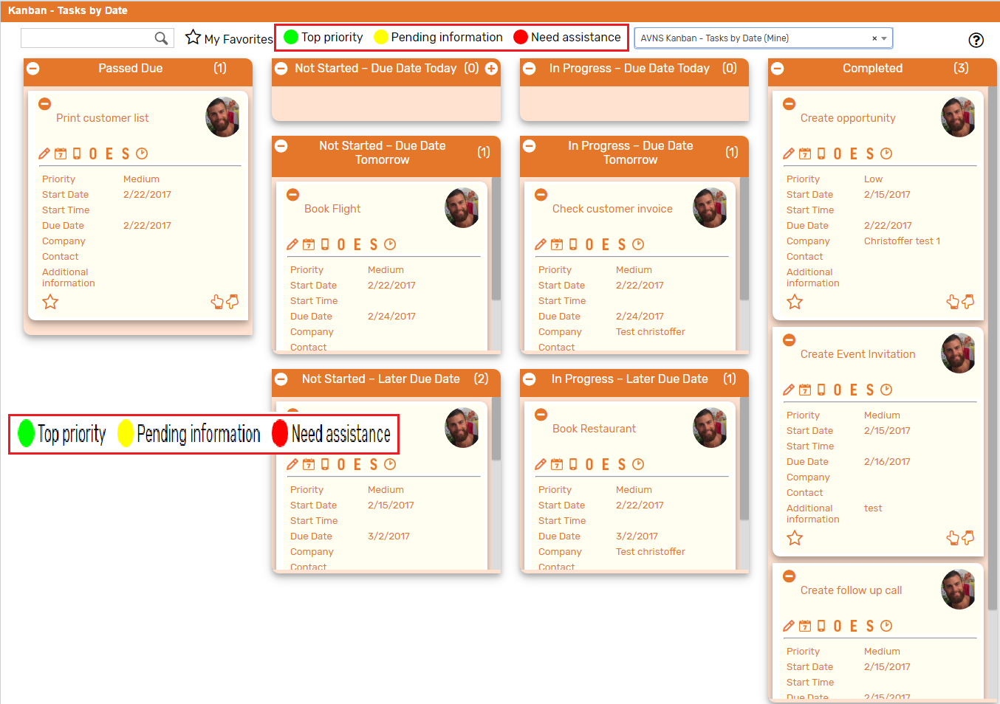 Kanban - Tasks by Date
My Favorites
Top priority
Pending information
Need assistance
AVNS Kanban - Tasks by Date (Mine)
×
?
Passed Due (1)
Print customer list
7 O E S
Priority Medium
Start Date 2/22/2017
Start Time
Due Date 2/22/2017
Company
Contact
Additional
information
Not Started – Due Date Today (0)
Not Started – Due Date
Tomorrow
(1)
Book Flight
7 O E S
Priority Medium
Start Date 2/22/2017
Start Time
Due Date 2/24/2017
Company
Contact
Not Started – Later Due Date (2)
Top priority
Pending information
Need assistance
7 O E S
Priority Medium
Start Date 2/15/2017
Start Time
Due Date 3/2/2017
Company
Contact
In Progress – Due Date Today (0)
In Progress – Due Date
Tomorrow
(1)
Check customer invoice
7 O E S
Priority Medium
Start Date 2/22/2017
Start Time
Due Date 2/24/2017
Company Test christoffer
Contact
In Progress – Later Due Date (1)
Book Restaurant
7 O E S
Priority Medium
Start Date 2/22/2017
Start Time
Due Date 3/2/2017
Company Test christoffer
Contact
Completed (3)
Create opportunity
7 O E S
Priority Low
Start Date 2/15/2017
Start Time
Due Date 2/22/2017
Company Christoffer test 1
Contact
Additional
information
Create Event Invitation
7 O E S
Priority Medium
Start Date 2/15/2017
Start Time
Due Date 2/16/2017
Company
Contact
Additional
information
test
Create follow up call
7 O E S
Priority Medium
Start Date 2/15/2017
Start Time
Due Date 2/15/2017